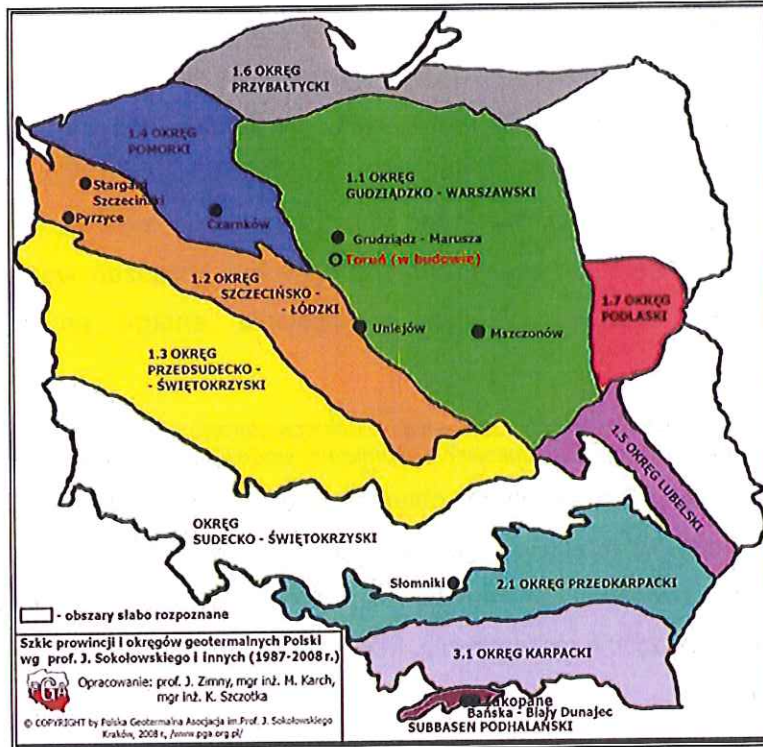 1.6 OKRĘG
PRZYBAŁTYCKI
1.4 OKRĘG
POMORKI
1.1 OKRĘG
GUDZIĄDZKO - WARSZAWSKI
Stargard
Szczeciński
Pyrzyce
Czarnków
Grudziądz - Marusza
Toruń (w budowie)
1.2 OKRĘG
SZCZECIŃSKO -
- ŁÓDZKI
1.7 OKRĘG
PODLASKI
Uniejów
Mszczonów
1.3 OKRĘG
PRZEDSUDECKO -
- ŚWIĘTOKRZYSKI
1.5 OKRĘG LUBELSKI
OKRĘG
SUDECKO - ŚWIĘTOKRZYSKI
Słomniki
2.1 OKRĘG PRZEDKARPACKI
- obszary słabo rozpoznane
3.1 OKRĘG KARPACKI
Zakopane
Bańska - Biały Dunajec
SUBBASEN PODHALAŃSKI
Szkic prowincji i okręgów geotermalnych Polski
wg prof. J. Sokołowskiego i innych (1987-2008 r.)
PGA
Opracowanie: prof. J. Zimny, mgr inż. M. Karch,
mgr inż. K. Szczotka
© COPYRIGHT by Polska Geotermalna Asocjacja im.Prof. J. Sokołowskiego
Kraków, 2008 r, /www.pga.org.pl/